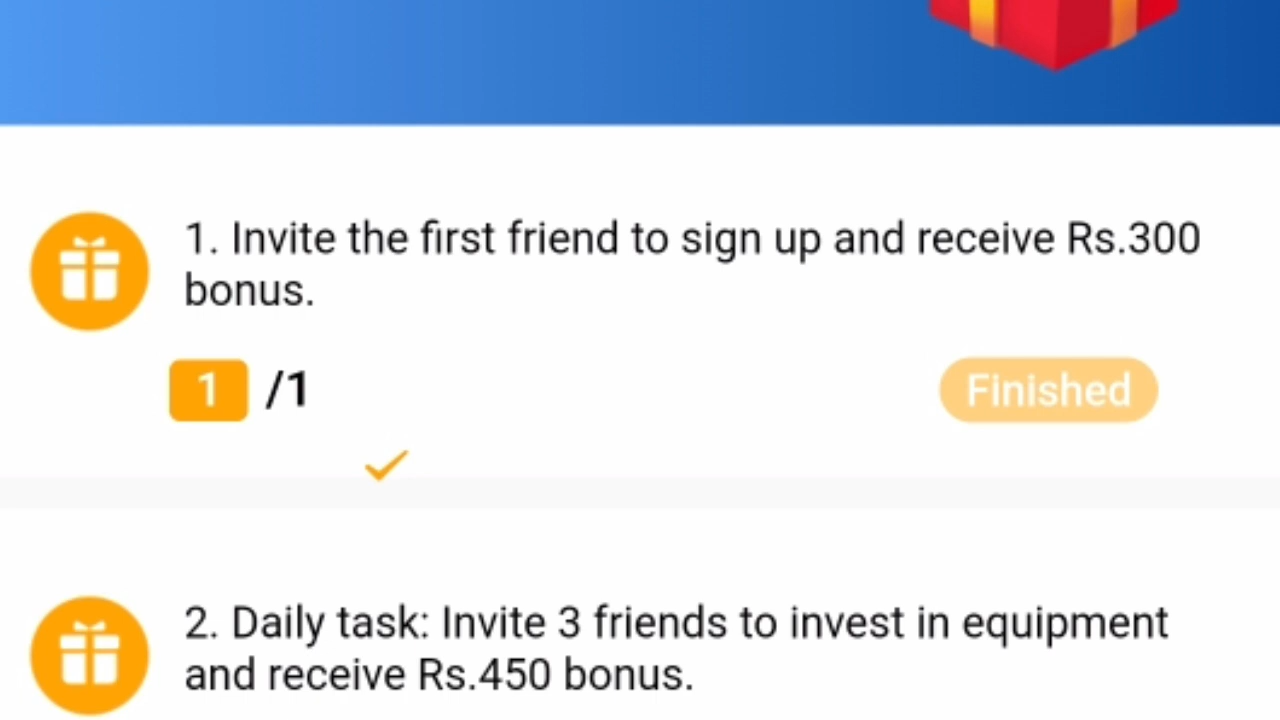 1. Invite the first friend to sign up and receive Rs.300
bonus.
1 /1
Finished
2. Daily task: Invite 3 friends to invest in equipment
and receive Rs.450 bonus.